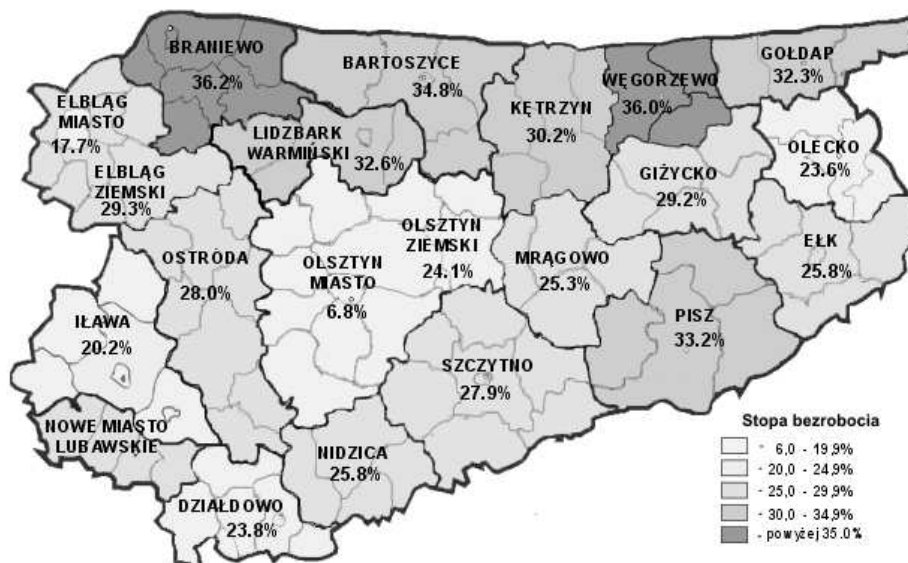 BRANIEWO
36.2%
BARTOSZYCE
34.8%
WĘGORZEWO
36.0%
GOŁDAP
32.3%
ELBLĄG
MIASTO
17.7%
KĘTRZYN
30.2%
LIDZBARK
WARMIŃSKI
32.6%
OLECKO
23.6%
ELBLĄG
ZIEMSKI
29.3%
GIŻYCKO
29.2%
OSTRÓDA
28.0%
OLSZTYN
MIASTO
6.8%
OLSZTYN
ZIEMSKI
24.1%
MRĄGOWO
25.3%
EŁK
25.8%
IŁAWA
20.2%
PISZ
33.2%
SZCZYTNO
27.9%
NOWE MIASTO
LUBAWSKIE
NIDZICA
25.8%
DZIAŁDOWO
23.8%
Stopa bezrobocia
- 6,0 - 19,9%
- 20,0 - 24,9%
- 25,0 - 29,9%
- 30,0 - 34,9%
- powyżej 35.0%